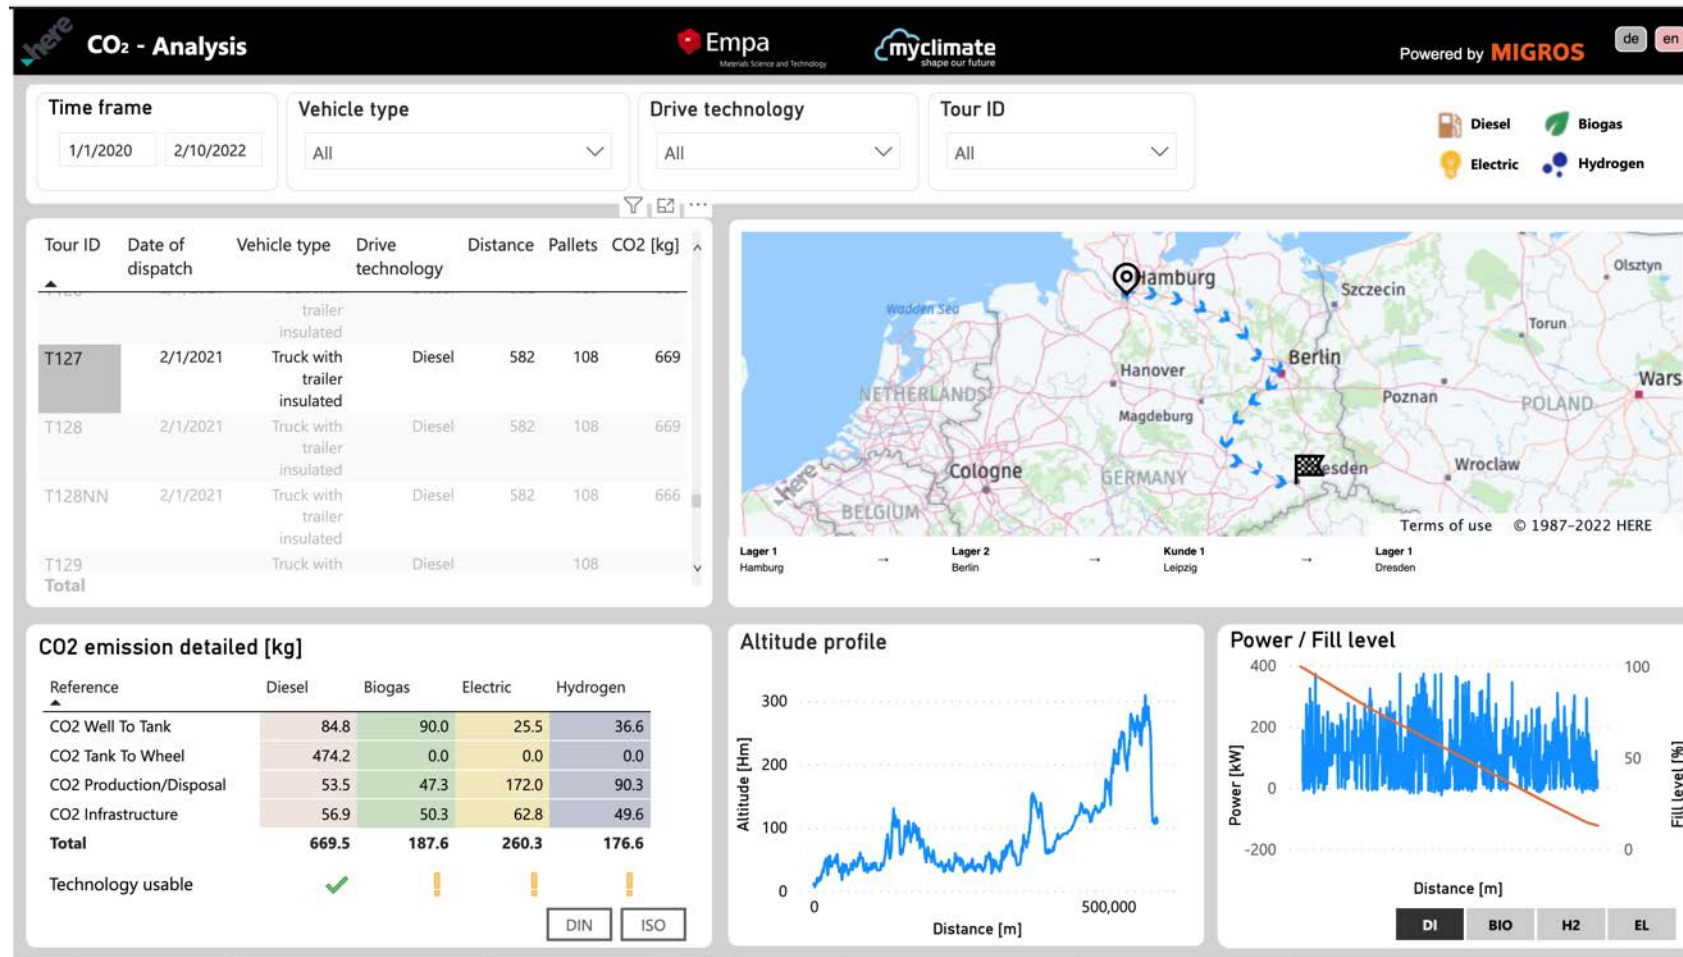 here
CO2 - Analysis
Empa
Materials Science and Technology
myclimate
shape our future
Powered by MIGROS
de
en
Time frame
1/1/2020 2/10/2022
Vehicle type
All
Drive technology
All
Tour ID
All
Diesel
Biogas
Electric
Hydrogen
Tour ID Date of dispatch Vehicle type Drive technology Distance Pallets CO2 [kg]
trailer
insulated
T127 2/1/2021 Truck with Diesel 582 108 669
trailer
insulated
T128 2/1/2021 Truck with Diesel 582 108 669
trailer
insulated
T128NN 2/1/2021 Truck with Diesel 582 108 666
trailer
insulated
T129 Truck with Diesel 108
Total
Hamburg
Szczecin
Olsztyn
Wadden Sea
Torun
Berlin
Hanover
Wars
NETHERLANDS
Poznan
POLAND
Magdeburg
Cologne
GERMANY
esden
Wroclaw
here
BELGIUM
Terms of use © 1987-2022 HERE
Lager 1 → Lager 2 → Kunde 1 → Lager 1
Hamburg Berlin Leipzig Dresden
CO2 emission detailed [kg]
Reference Diesel Biogas Electric Hydrogen
CO2 Well To Tank 84.8 90.0 25.5 36.6
CO2 Tank To Wheel 474.2 0.0 0.0 0.0
CO2 Production/Disposal 53.5 47.3 172.0 90.3
CO2 Infrastructure 56.9 50.3 62.8 49.6
Total 669.5 187.6 260.3 176.6
Technology usable
DIN ISO
Altitude profile
Altitude [Hm]
300
200
100
0
0 500,000
Distance [m]
Power / Fill level
Power [kW]
400
200
0
-200
100
50
0
Fill level [%]
Distance [m]
DI BIO H2 EL